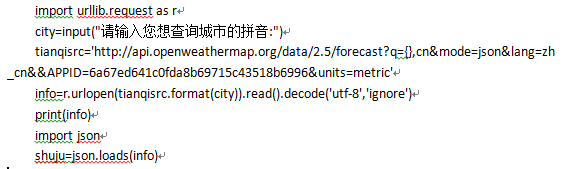 import urllib.request as r
city=input("请输入您想查询城市的拼音:")
tianqisrc='http://api.openweathermap.org/data/2.5/forecast?q={},cn&mode=json&lang=zh
_cn&&APPID=6a67ed641c0fda8b69715c43518b6996&units=metric'
info=r.urlopen(tianqisrc.format(city)).read().decode('utf-8','ignore')
print(info)
import json
shuju=json.loads(info)